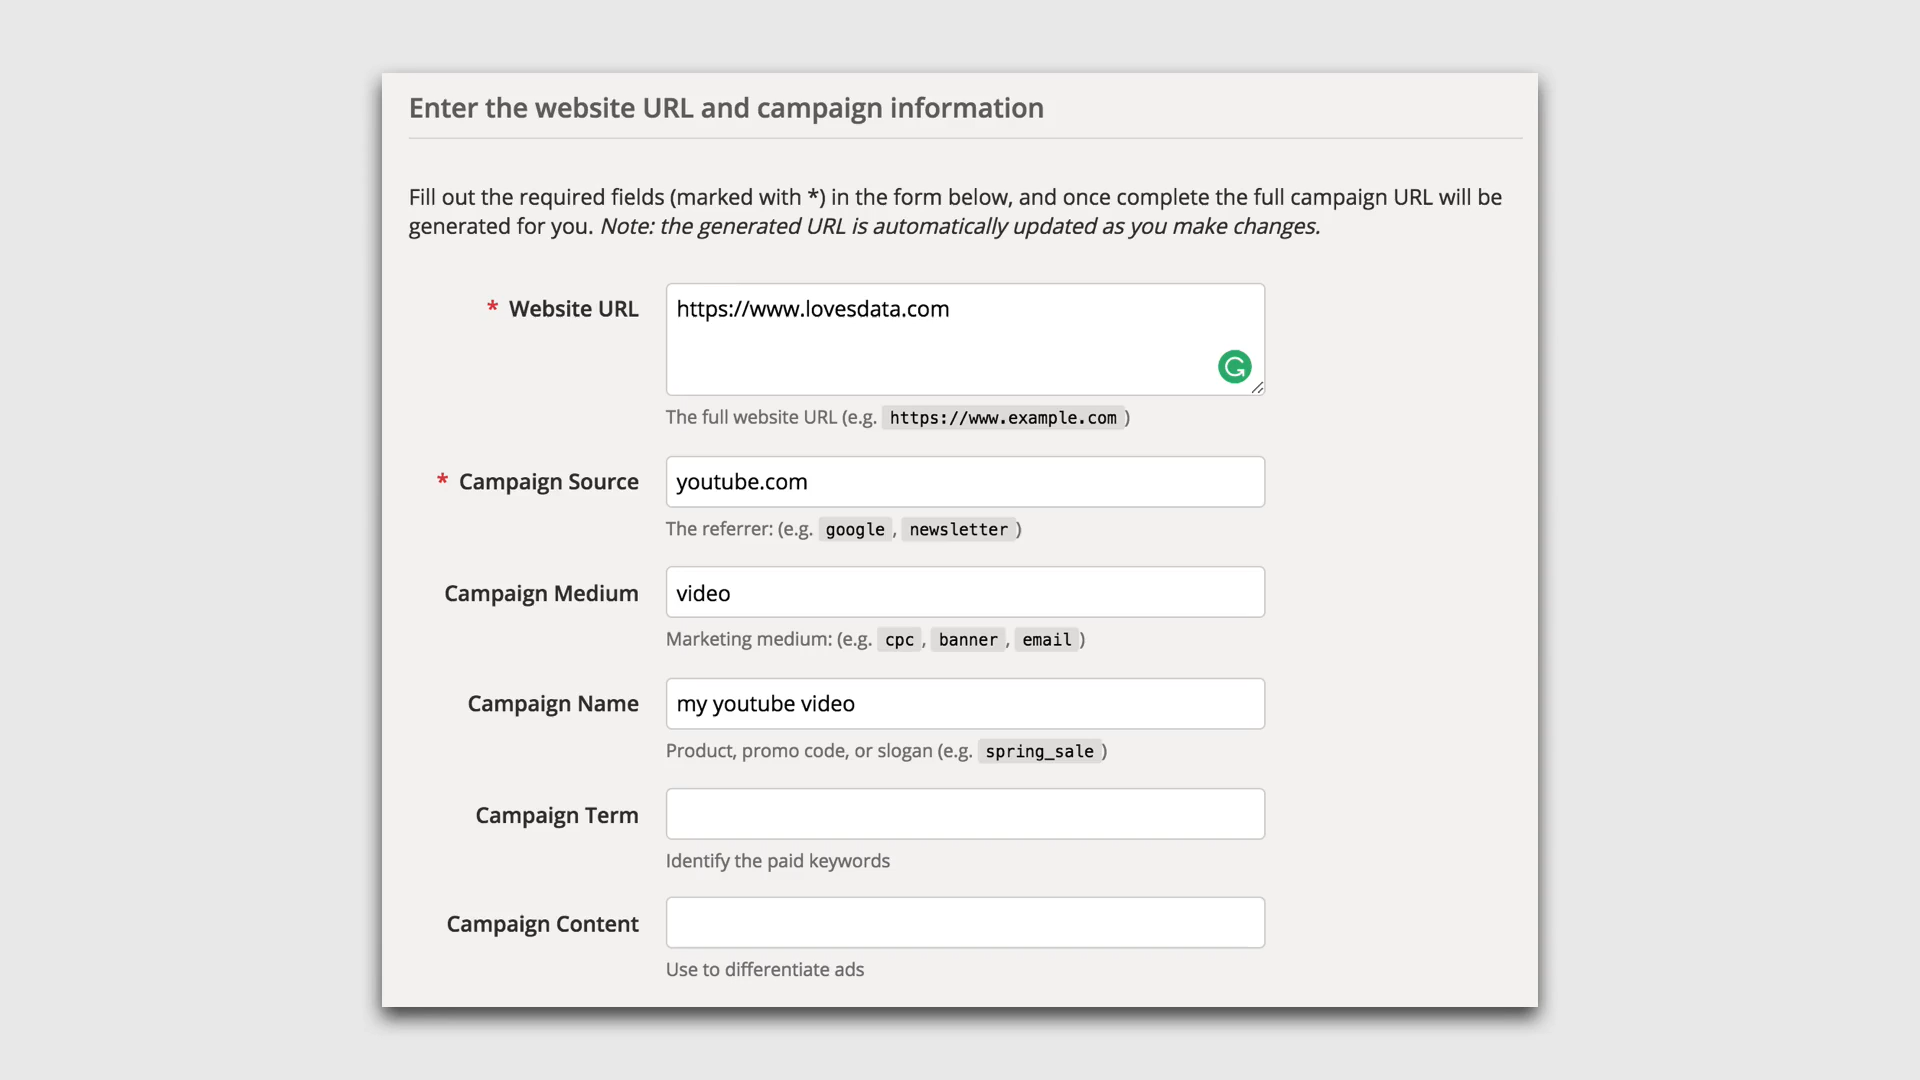 Enter the website URL and campaign information
Fill out the required fields (marked with *) in the form below, and once complete the full campaign URL will be
generated for you. Note: the generated URL is automatically updated as you make changes.
* Website URL https://www.lovesdata.com
The full website URL (e.g. https://www.example.com)
* Campaign Source youtube.com
The referrer: (e.g. google, newsletter)
Campaign Medium video
Marketing medium: (e.g. cpc, banner, email)
Campaign Name my youtube video
Product, promo code, or slogan (e.g. spring_sale)
Campaign Term
Identify the paid keywords
Campaign Content
Use to differentiate ads